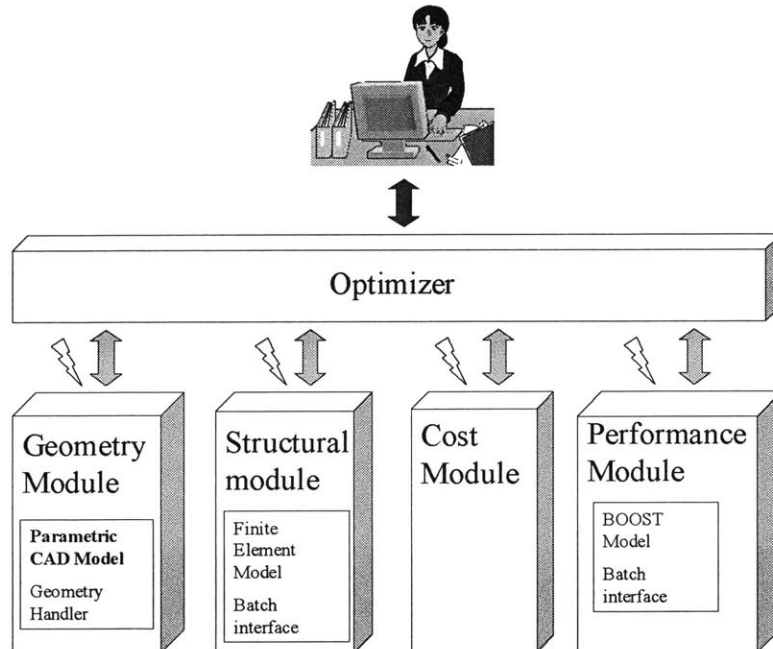 Optimizer
Geometry
Module
Parametric
CAD Model
Geometry
Handler
Structural
module
Finite
Element
Model
Batch
interface
Cost
Module
Performance
Module
BOOST
Model
Batch
interface